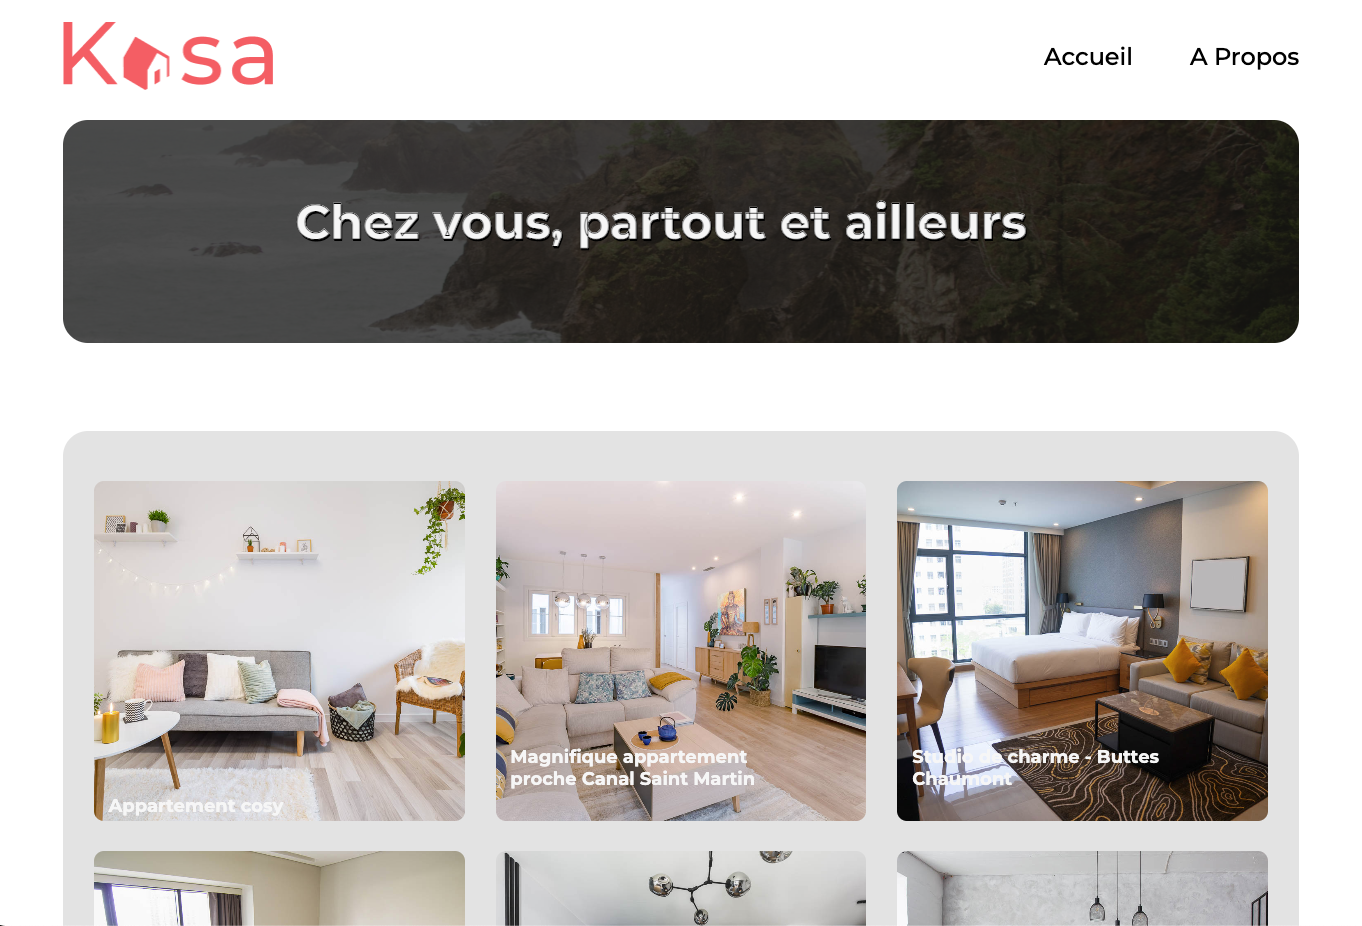 Kasa
Accueil
A Propos
Chez vous, partout et ailleurs
Appartement cosy
Magnifique appartement
proche Canal Saint Martin
Studio de charme - Buttes
Chaumont